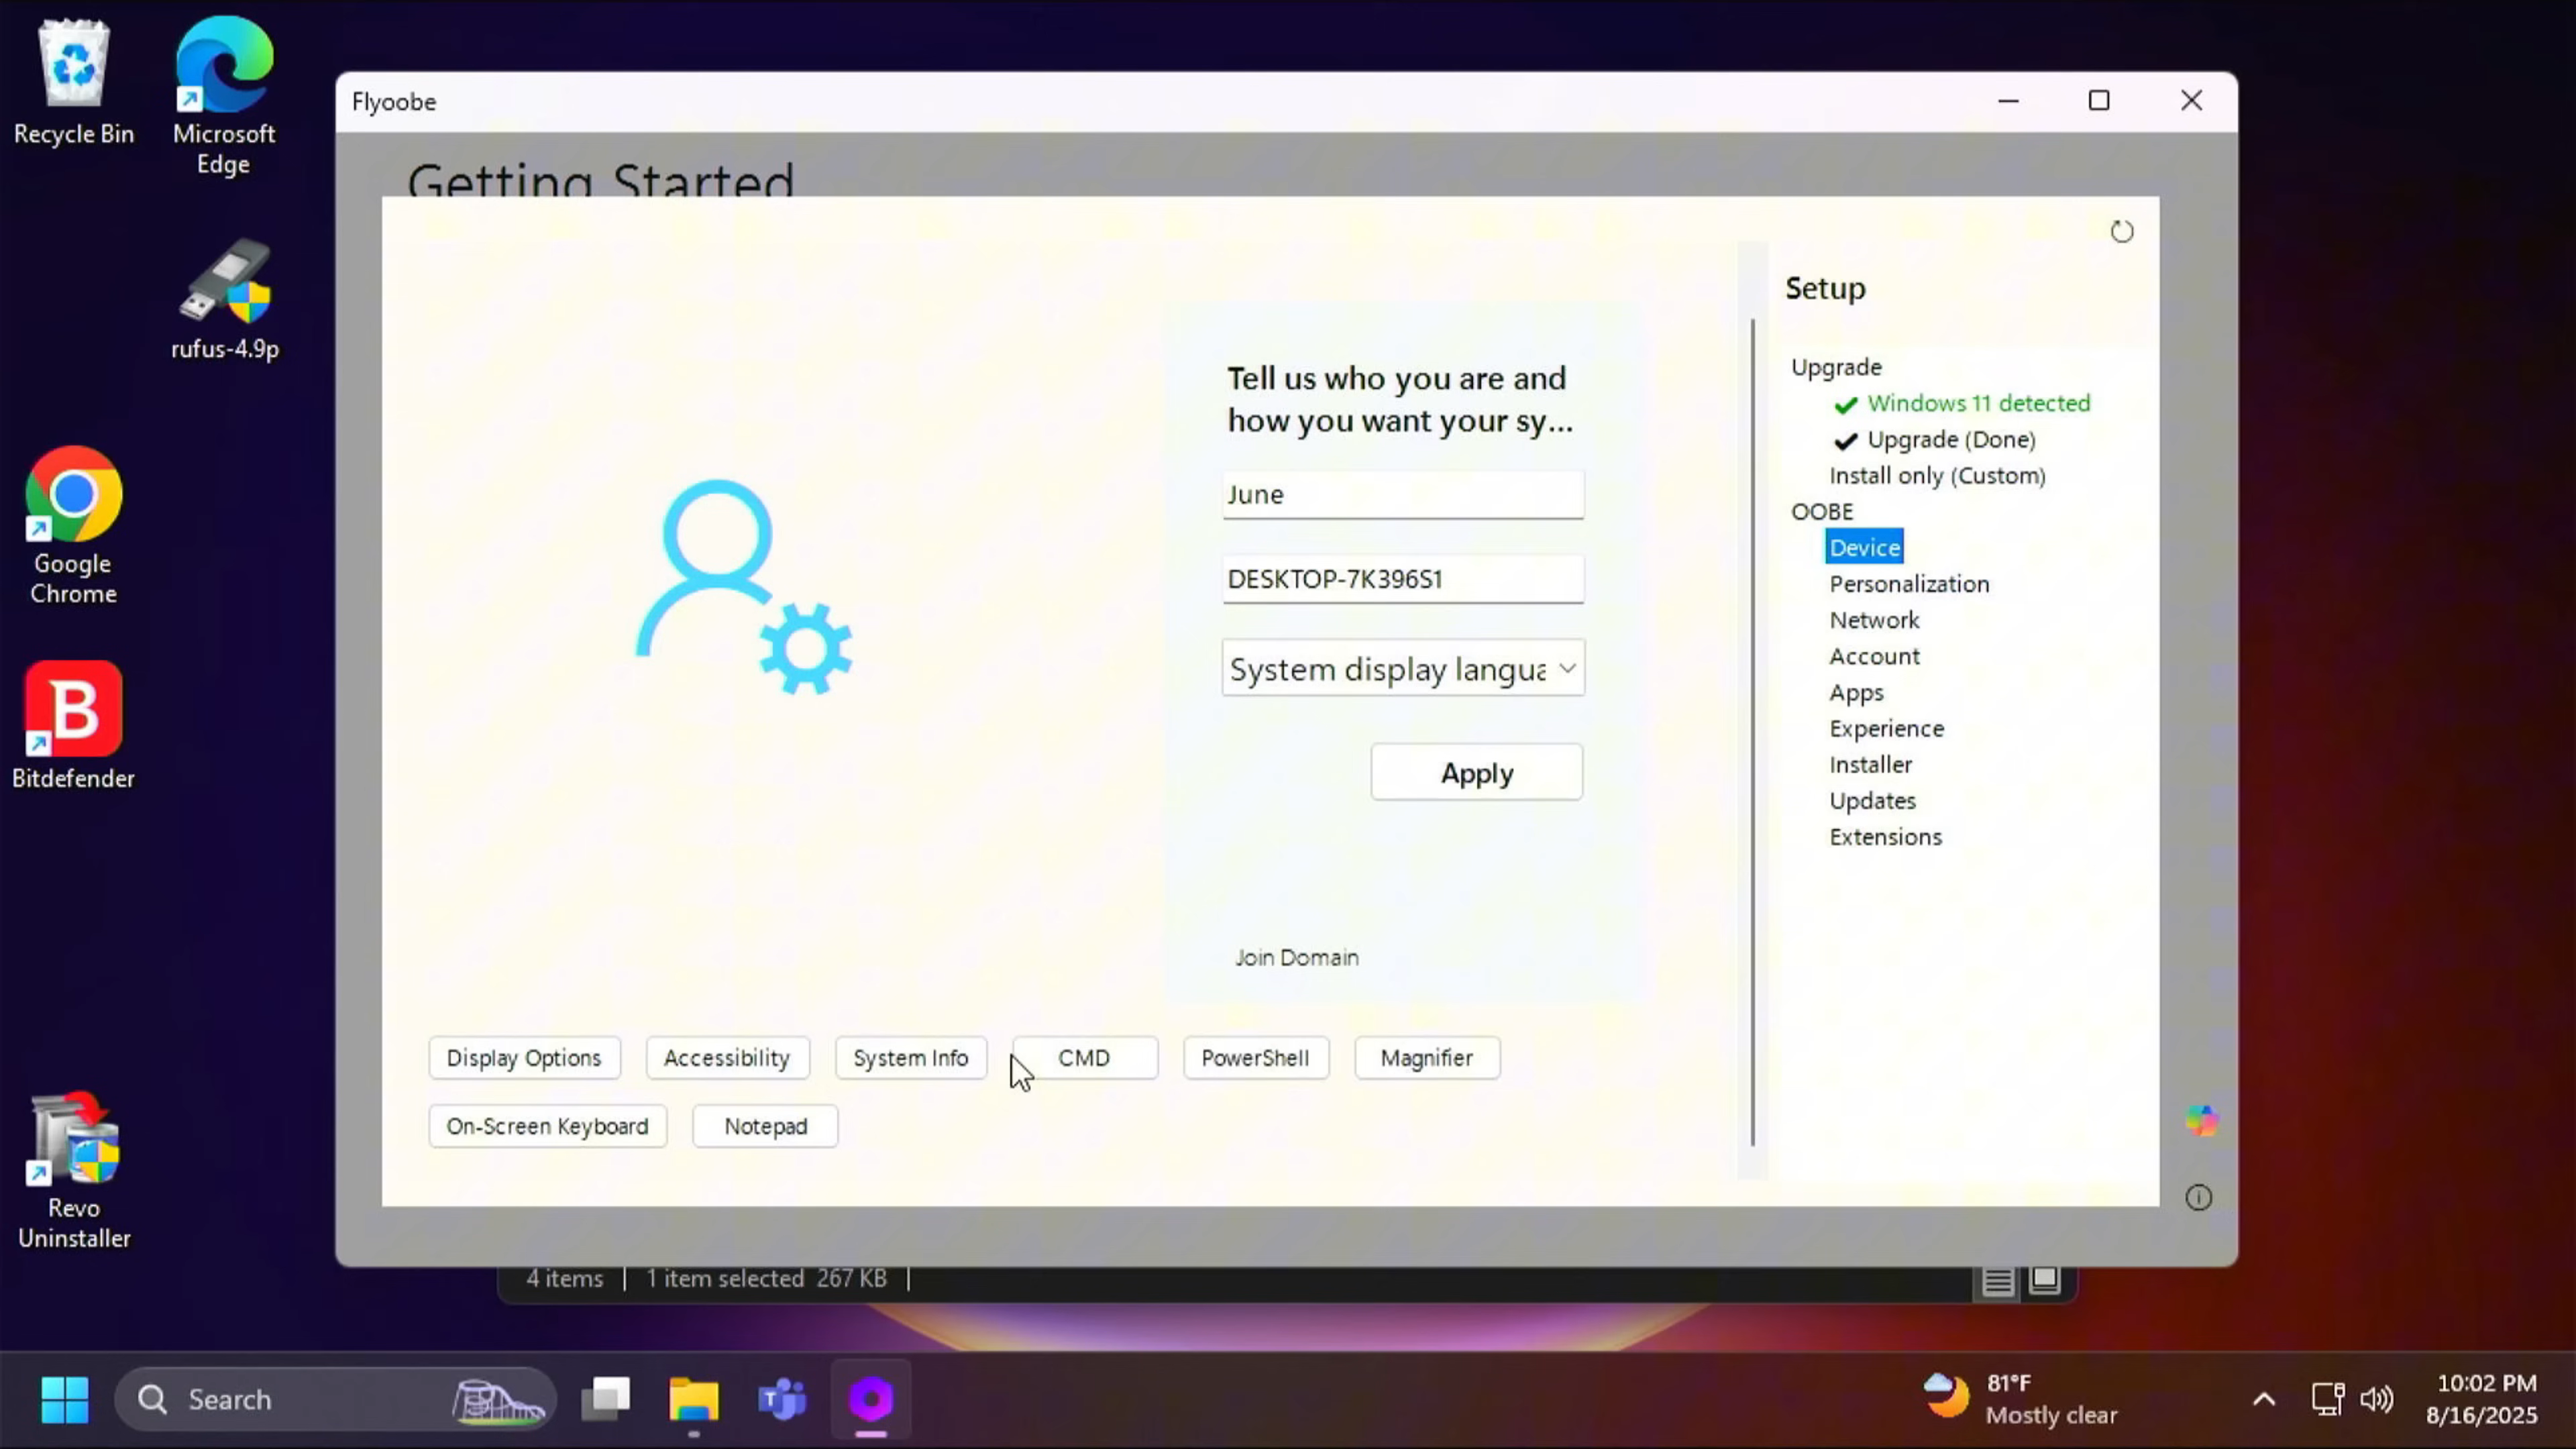 Recycle Bin
Microsoft
Edge
rufus-4.9p
Google
Chrome
Bitdefender
Revo
Uninstaller
Flyoobe
Getting Started
Tell us who you are and
how you want your sy...
June
DESKTOP-7K396S1
System display langua
Apply
Join Domain
Display Options
Accessibility
System Info
CMD
PowerShell
Magnifier
On-Screen Keyboard
Notepad
Setup
Upgrade
Windows 11 detected
Upgrade (Done)
Install only (Custom)
OOBE
Device
Personalization
Network
Account
Apps
Experience
Installer
Updates
Extensions
4 items
1 item selected 267 KB
Search
81°F
Mostly clear
10:02 PM
8/16/2025